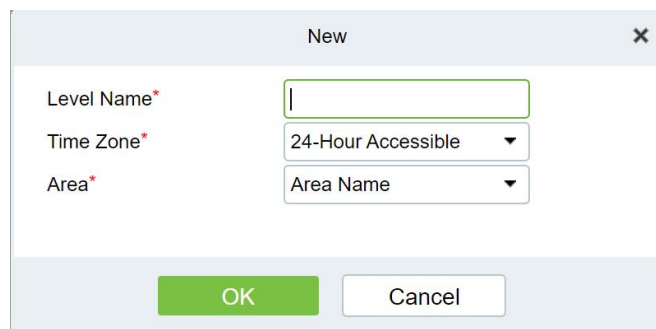 New
Level Name*
Time Zone* 24-Hour Accessible
Area* Area Name
OK Cancel